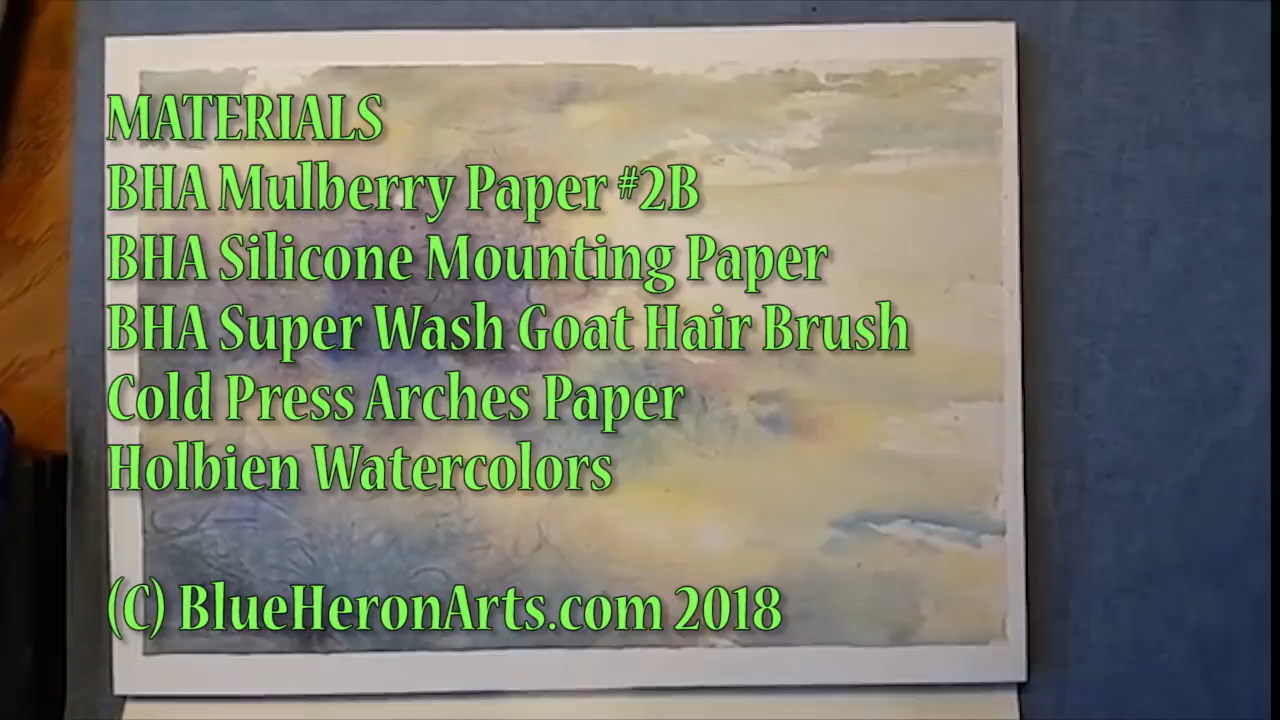 MATERIALS
BHA Mulberry Paper #2B
BHA Silicone Mounting Paper
BHA Super Wash Goat Hair Brush
Cold Press Arches Paper
Holbien Watercolors
(C) BlueHeronArts.com 2018